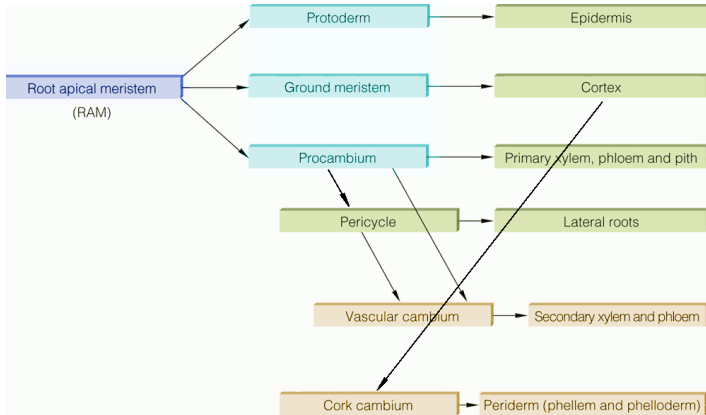 Protoderm
Epidermis
Root apical meristem
(RAM)
Ground meristem
Cortex
Procambium
Primary xylem, phloem and pith
Pericycle
Lateral roots
Vascular cambium
Secondary xylem and phloem
Cork cambium
Periderm (phellem and phelloderm)